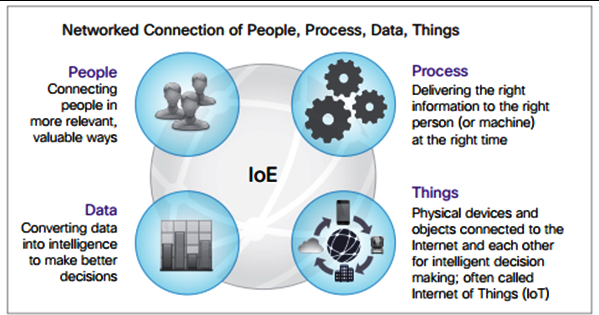 Networked Connection of People, Process, Data, Things
People
Connecting
people in
more relevant,
valuable ways
Process
Delivering the right
information to the right
person (or machine)
at the right time
IoE
Data
Converting data
into intelligence
to make better
decisions
Things
Physical devices and
objects connected to the
Internet and each other
for intelligent decision
making; often called
Internet of Things (IoT)